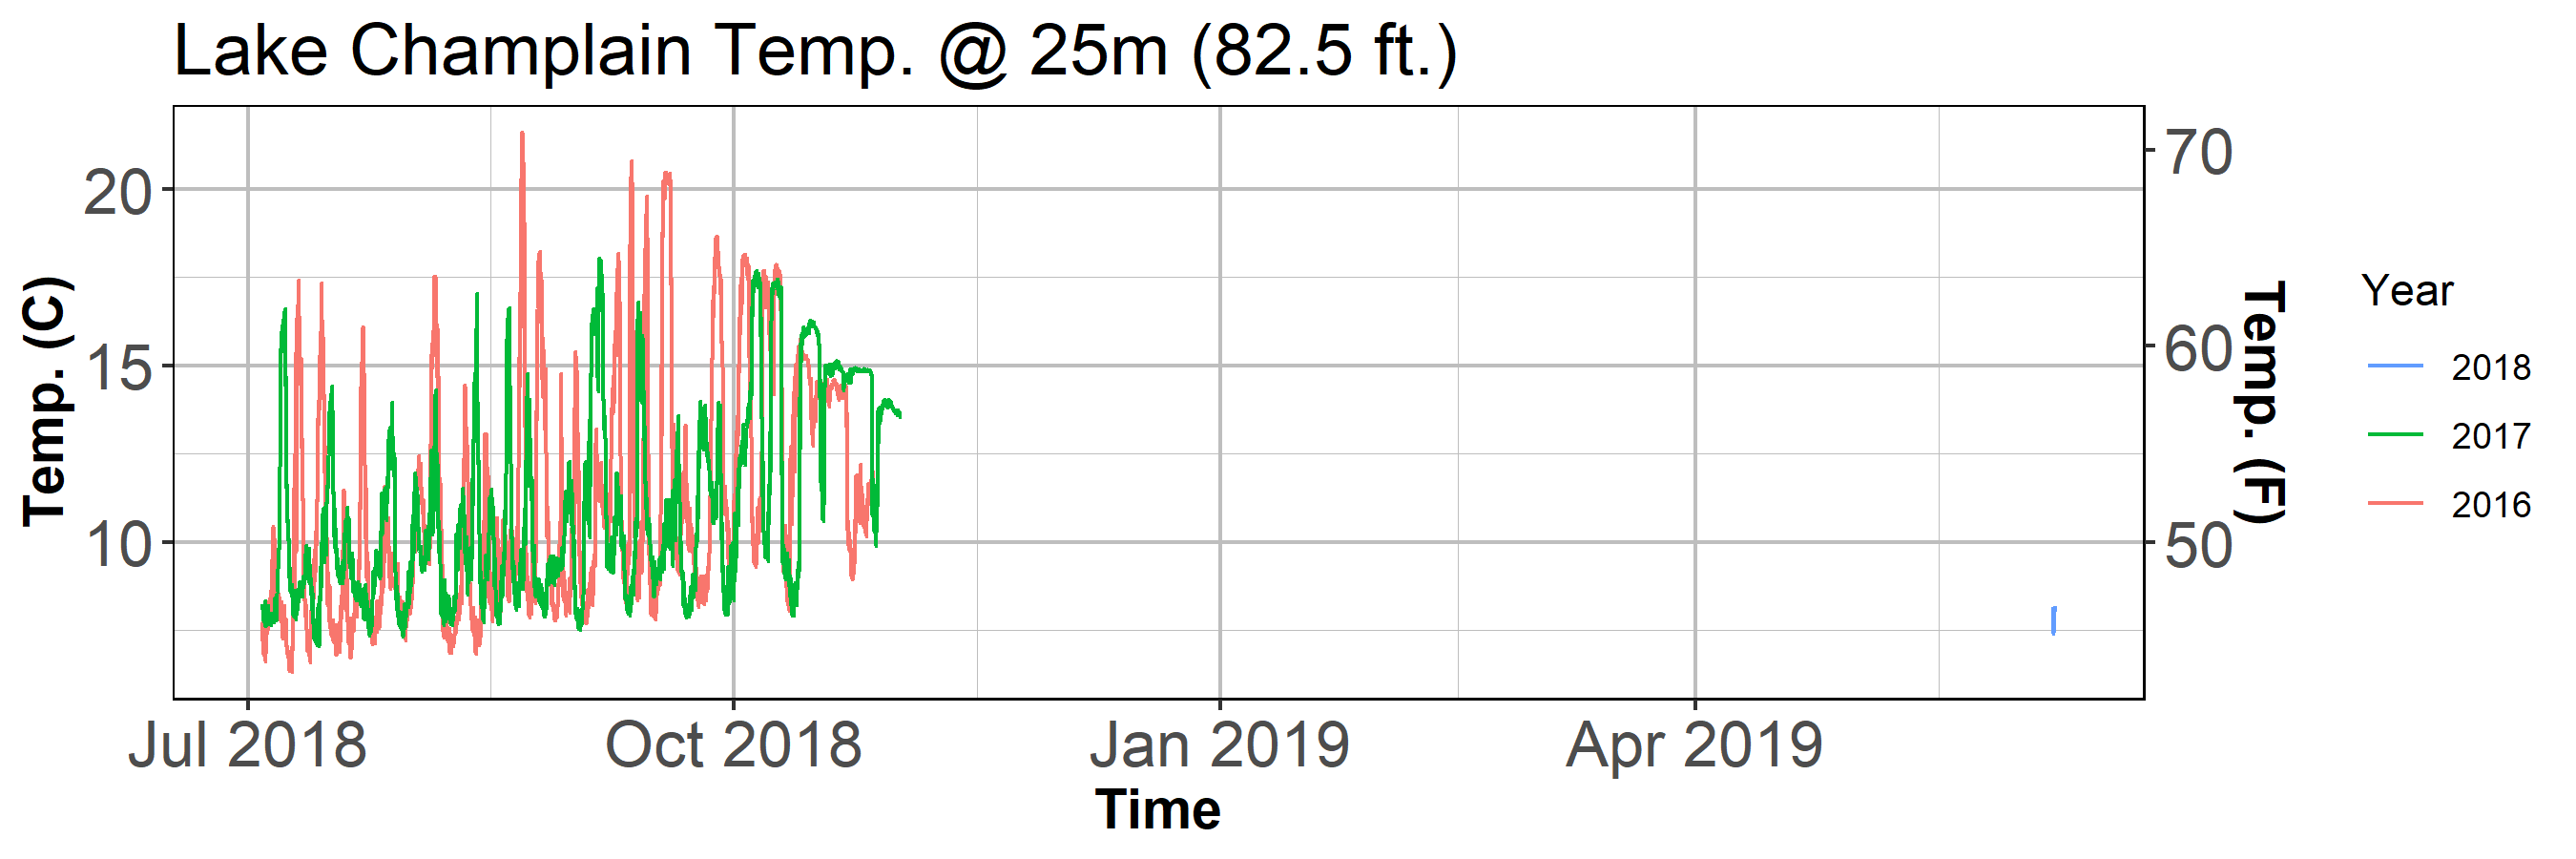 Lake Champlain Temp. @ 25m (82.5 ft.)
Temp. (C)
20
15
10
70
60
50
Temp. (F)
Jul 2018
Oct 2018
Jan 2019
Apr 2019
Time
Year
2018
2017
2016